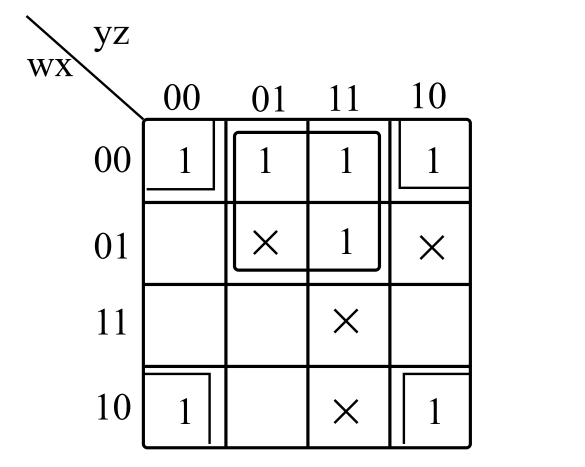 yz
wx
00 01 11 10
00 1 1 1 1
01 × 1 ×
11 ×
10 1 × 1